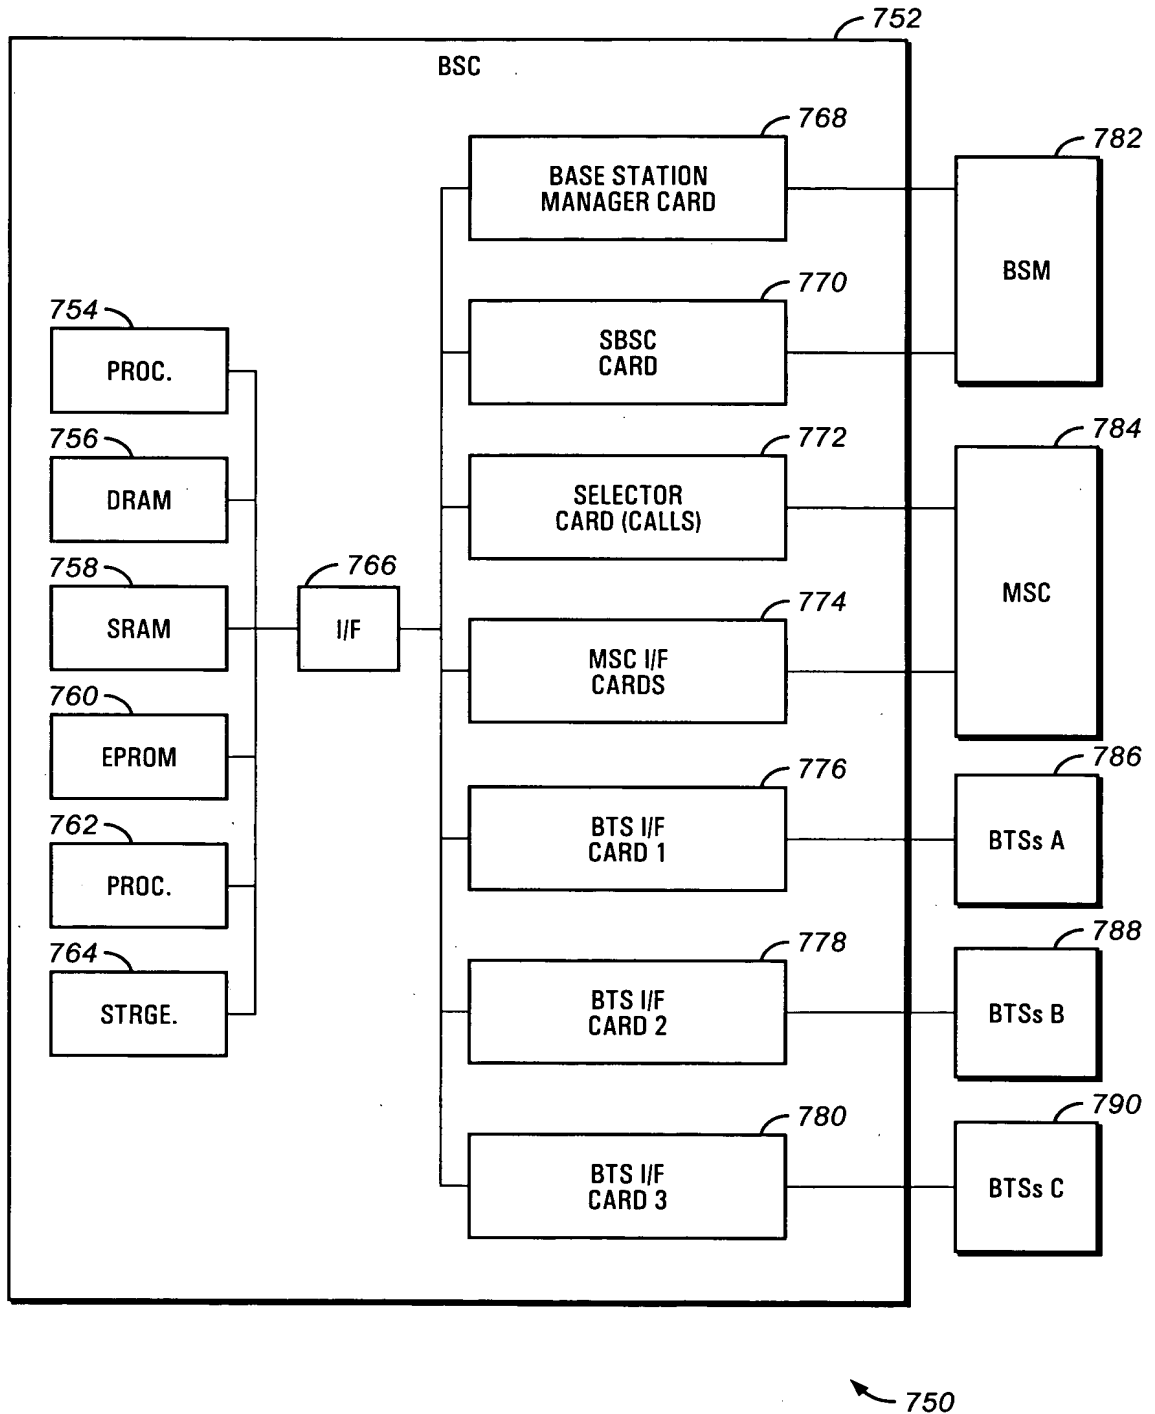 752
BSC
768
BASE STATION
MANAGER CARD
782
BSM
770
SBSC
CARD
754
PROC.
756
DRAM
758
SRAM
760
EPROM
762
PROC.
764
STRGE.
766
I/F
772
SELECTOR
CARD (CALLS)
784
MSC
774
MSC I/F
CARDS
776
BTS I/F
CARD 1
786
BTSs A
778
BTS I/F
CARD 2
788
BTSs B
780
BTS I/F
CARD 3
790
BTSs C
750